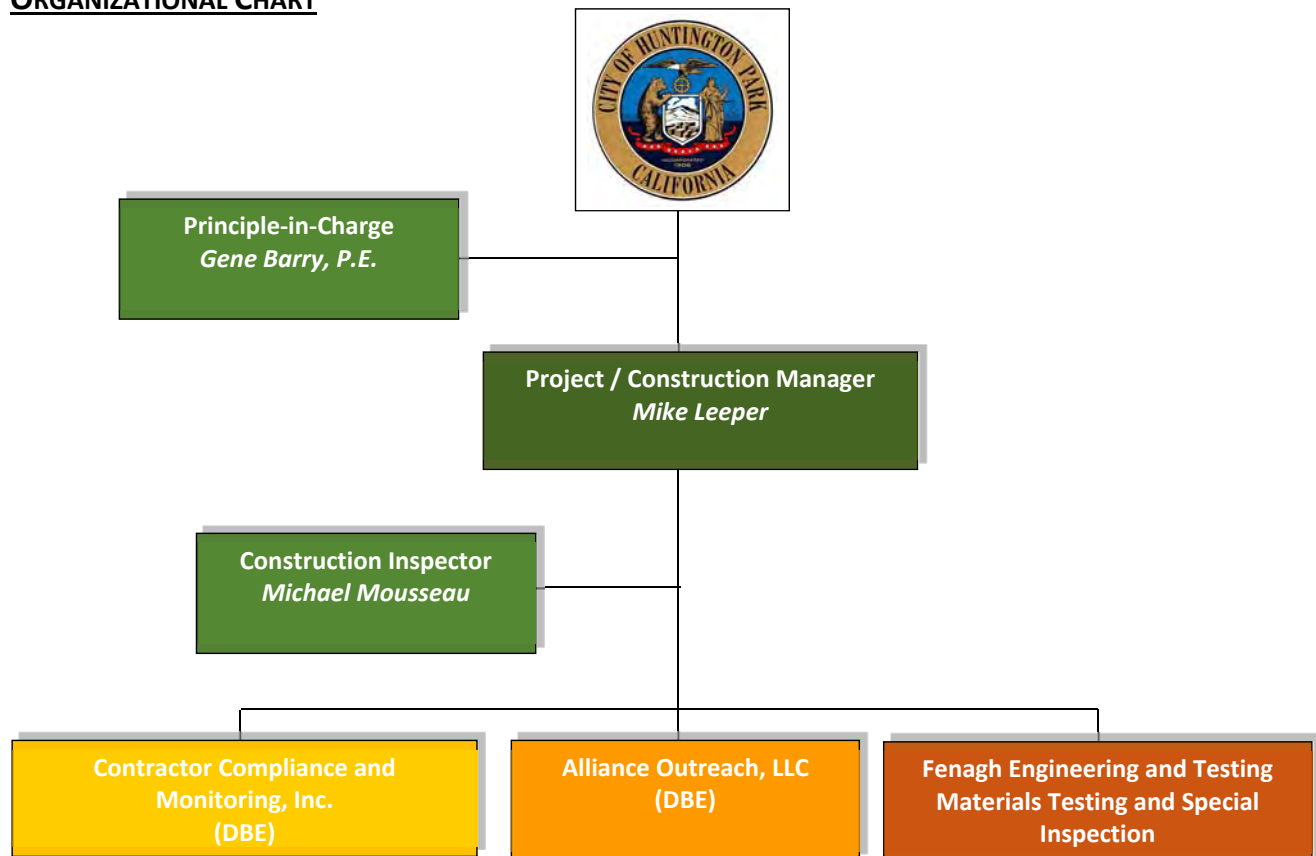 ORGANIZATIONAL CHART
CITY OF HUNTINGTON PARK
CALIFORNIA
Principle-in-Charge
Gene Barry, P.E.
Project / Construction Manager
Mike Leeper
Construction Inspector
Michael Mousseau
Contractor Compliance and
Monitoring, Inc.
(DBE)
Alliance Outreach, LLC
(DBE)
Fenagh Engineering and Testing
Materials Testing and Special
Inspection